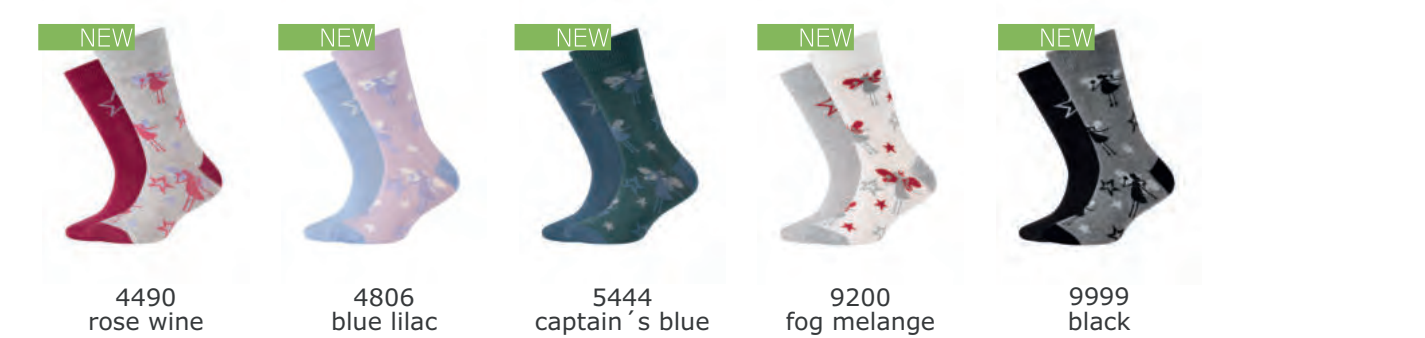 NEW NEW NEW NEW NEW
4490 4806 5444 9200 9999
rose wine blue lilac captain´s blue fog melange black